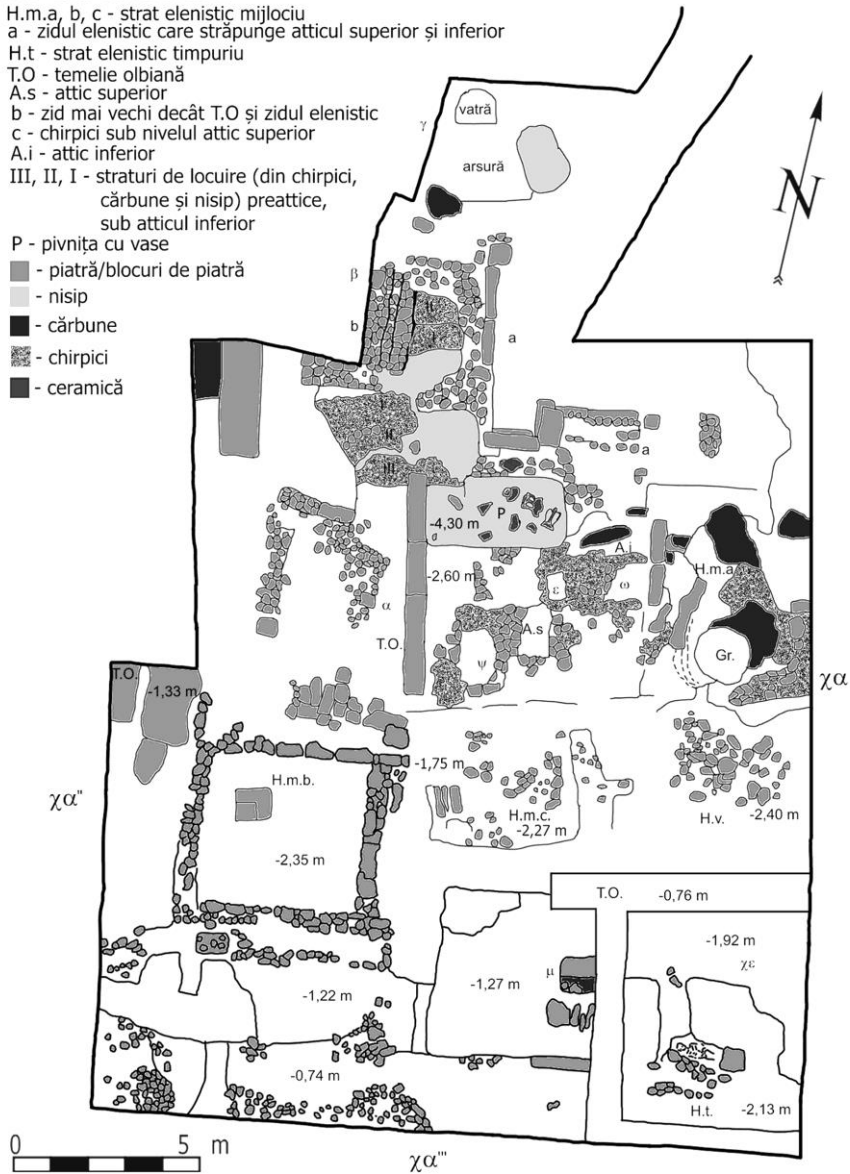 H.m.a, b, c - strat elenistic mijlociu
a - zidul elenistic care străpunge atticul superior și inferior
H.t - strat elenistic timpuriu
T.O - temelie olbiană
A.s - attic superior
b - zid mai vechi decât T.O și zidul elenistic
c - chirpici sub nivelul attic superior
A.i - attic inferior
III, II, I - straturi de locuire (din chirpici,
cărbune și nisip) preattice,
sub atticul inferior
P - pivnița cu vase
- piatră/blocuri de piatră
- nisip
- cărbune
- chirpici
- ceramică
vatră
γ
arsură
N
β
b
a
II
I
I
II
III
a
P
-4,30 m
A.i
H.m.a
-2,60 m
ε
ω
α
A.s
T.O.
ψ
Gr.
χα
T.O.
-1,33 m
-1,75 m
H.m.b.
χα''
H.m.c.
-2,27 m
H.v.
-2,40 m
-2,35 m
T.O.
-0,76 m
-1,92 m
χε
μ
-1,27 m
-1,22 m
-0,74 m
H.t.
-2,13 m
0 5 m
χα'''